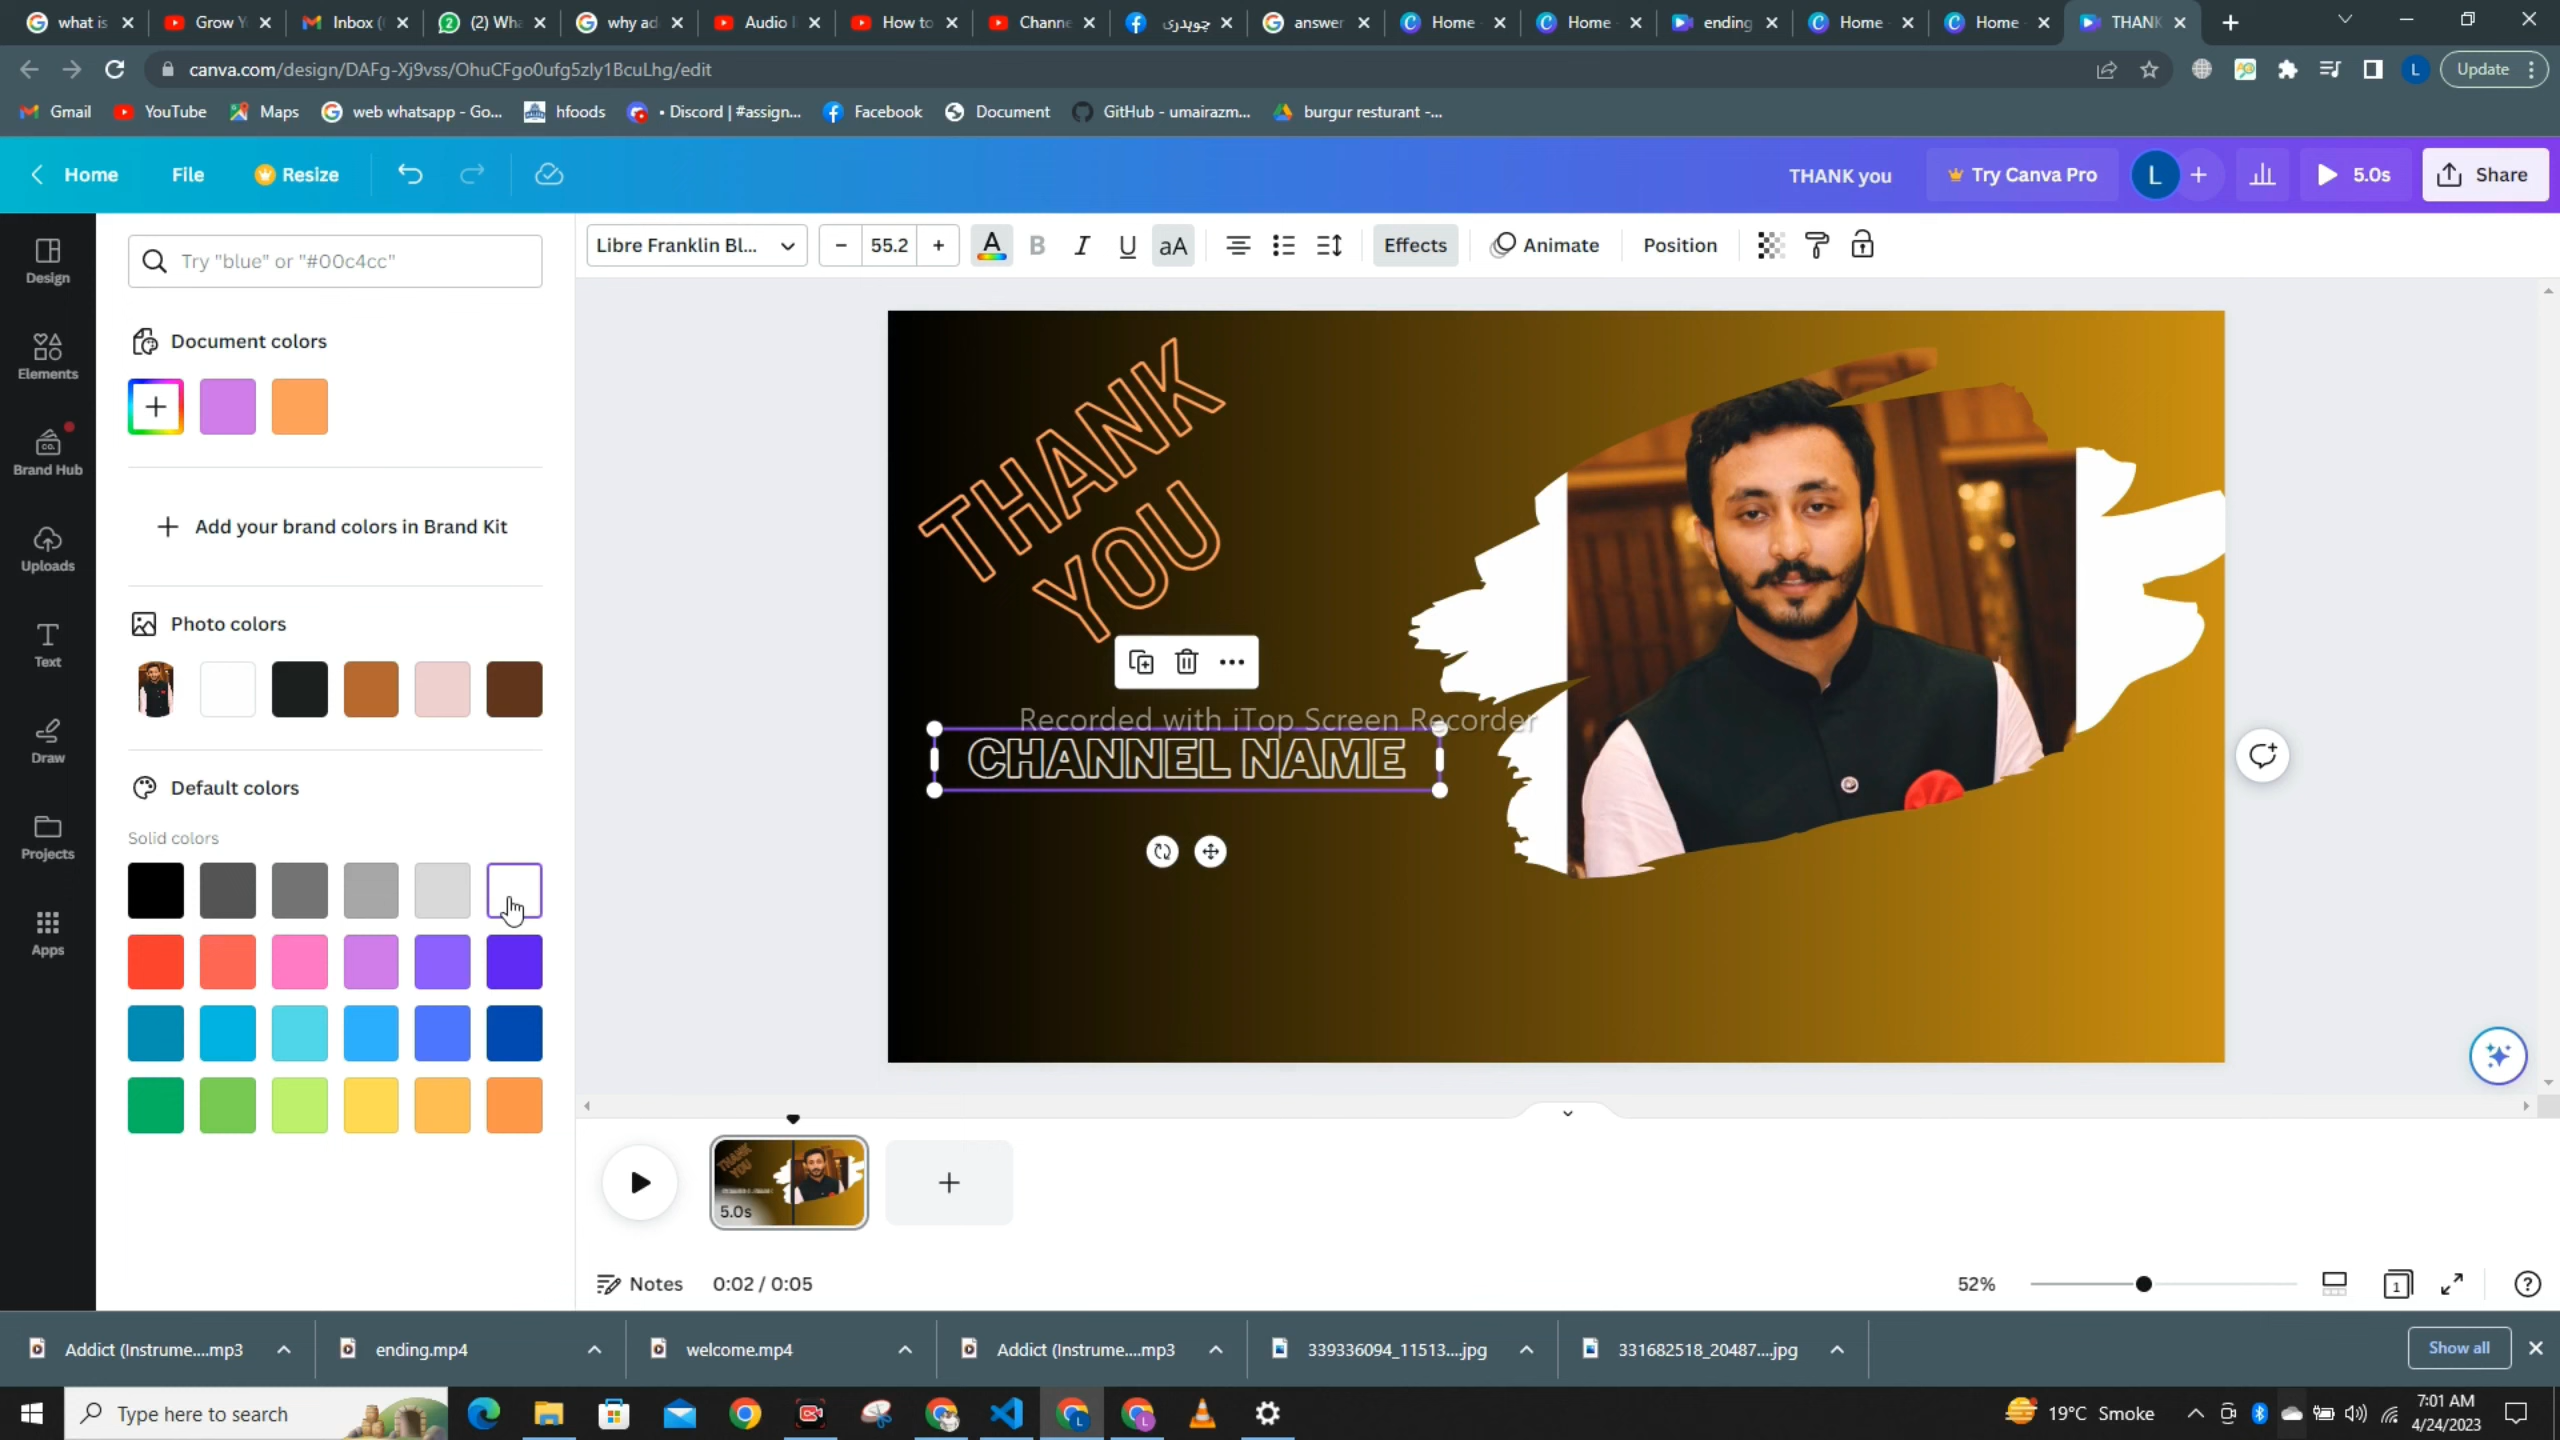 what is
Grow Y
Inbox (
(2) Wha
why ad
Audio
How to
Channe
چوہدری
answer
Home
Home
ending
Home
Home
THANK
canva.com/design/DAFg-Xj9vss/OhuCFgo0ufg5zly1BcuLhg/edit
L
Update
Gmail
YouTube
Maps
web whatsapp - Go...
hfoods
• Discord | #assign...
Facebook
Document
GitHub - umairazm...
burgur resturant -...
Home
File
Resize
THANK you
Try Canva Pro
L
5.0s
Share
Design
Elements
Brand Hub
Uploads
Text
Draw
Projects
Apps
Try "blue" or "#00c4cc"
Document colors
Add your brand colors in Brand Kit
Photo colors
Default colors
Solid colors
Libre Franklin Bl...
55.2
A
B
I
U
aA
Effects
Animate
Position
THANK
YOU
Recorded with iTop Screen Recorder
CHANNEL NAME
5.0s
Notes
0:02 / 0:05
52%
1
Addict (Instrume....mp3
ending.mp4
welcome.mp4
Addict (Instrume....mp3
339336094_11513....jpg
331682518_20487....jpg
Show all
Type here to search
19°C Smoke
7:01 AM
4/24/2023